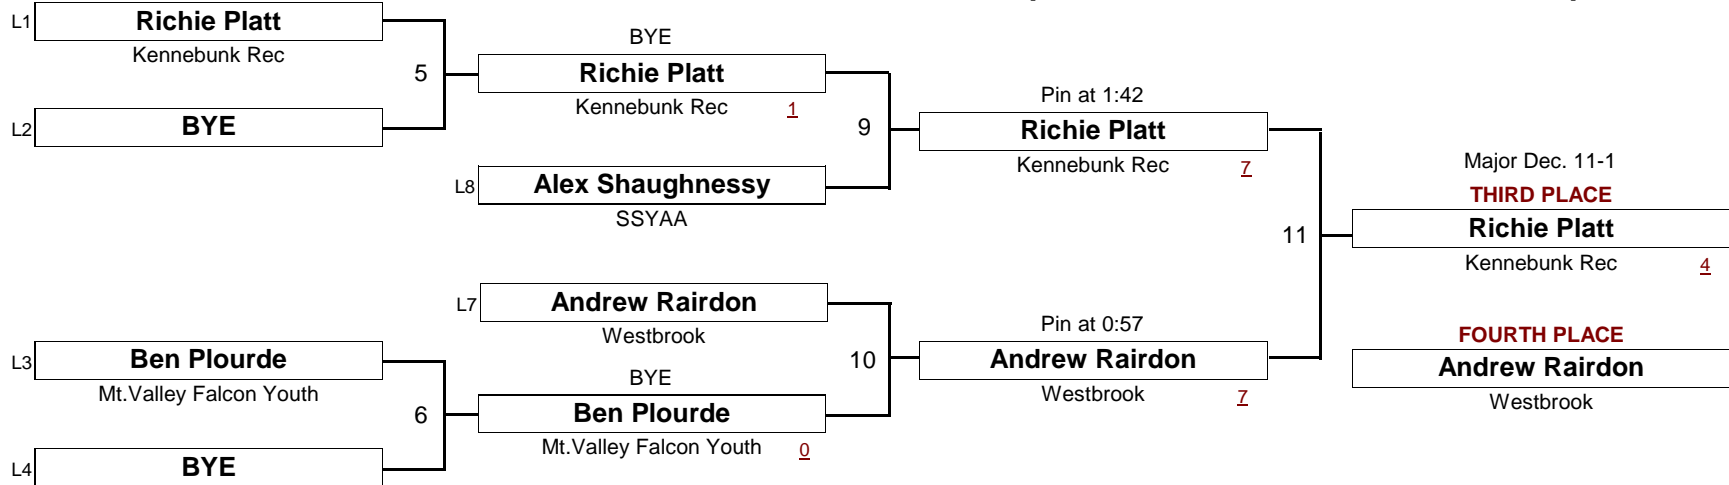 L1 Richie Platt
Kennebunk Rec
5
L2 BYE
BYE
Richie Platt
Kennebunk Rec 1
9
L8 Alex Shaughnessy
SSYAA
Pin at 1:42
Richie Platt
Kennebunk Rec 7
11
Major Dec. 11-1
THIRD PLACE
Richie Platt
Kennebunk Rec 4
L7 Andrew Rairdon
Westbrook
10
L3 Ben Plourde
Mt.Valley Falcon Youth
6
L4 BYE
BYE
Ben Plourde
Mt.Valley Falcon Youth 0
Pin at 0:57
Andrew Rairdon
Westbrook 7
FOURTH PLACE
Andrew Rairdon
Westbrook